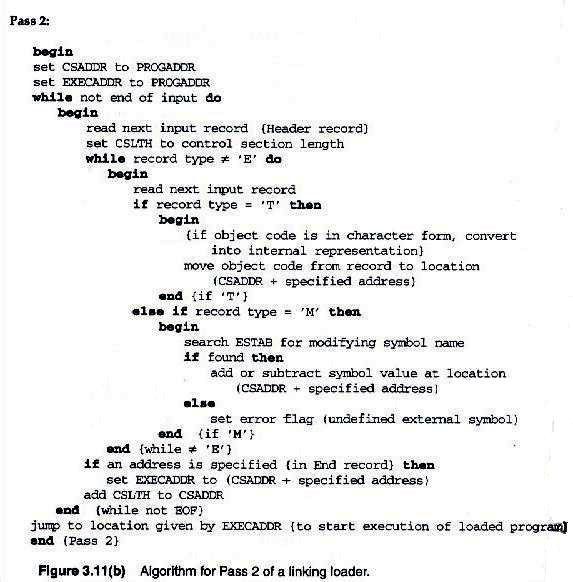 Pass 2:
begin
set CSADDR to PROGADDR
set EXECADDR to PROGADDR
while not end of input do
begin
read next input record {Header record}
set CSLTH to control section length
while record type ≠ 'E' do
begin
read next input record
if record type = 'T' then
begin
{if object code is in character form, convert
into internal representation}
move object code from record to location
(CSADDR + specified address)
end {if 'T'}
else if record type = 'M' then
begin
search ESTAB for modifying symbol name
if found then
add or subtract symbol value at location
(CSADDR + specified address)
else
set error flag (undefined external symbol)
end {if 'M'}
end {while ≠ 'E'}
if an address is specified {in End record} then
set EXECADDR to (CSADDR + specified address)
add CSLTH to CSADDR
end {while not EOF}
jump to location given by EXECADDR {to start execution of loaded program}
end {Pass 2}
Figure 3.11(b) Algorithm for Pass 2 of a linking loader.